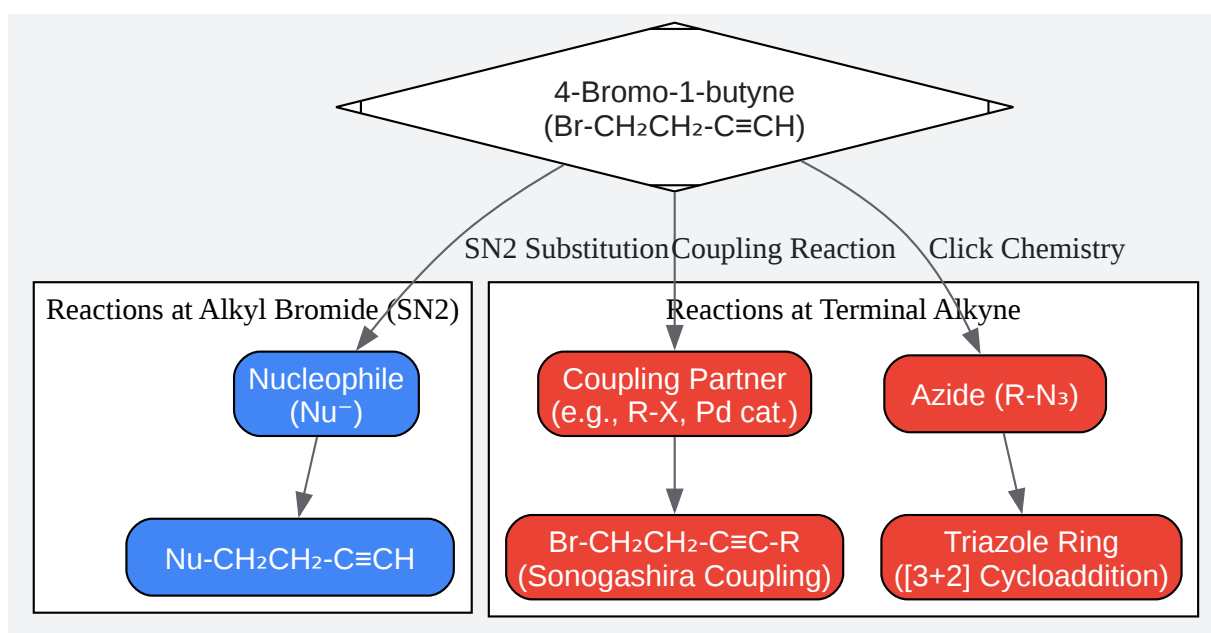 4-Bromo-1-butyne
(Br-CH₂CH₂-C≡CH)
SN2 Substitution
Coupling Reaction
Click Chemistry
Reactions at Alkyl Bromide (SN2)
Reactions at Terminal Alkyne
Nucleophile
(Nu⁻)
Coupling Partner
(e.g., R-X, Pd cat.)
Azide (R-N₃)
Nu-CH₂CH₂-C≡CH
Br-CH₂CH₂-C≡C-R
(Sonogashira Coupling)
Triazole Ring
([3+2] Cycloaddition)